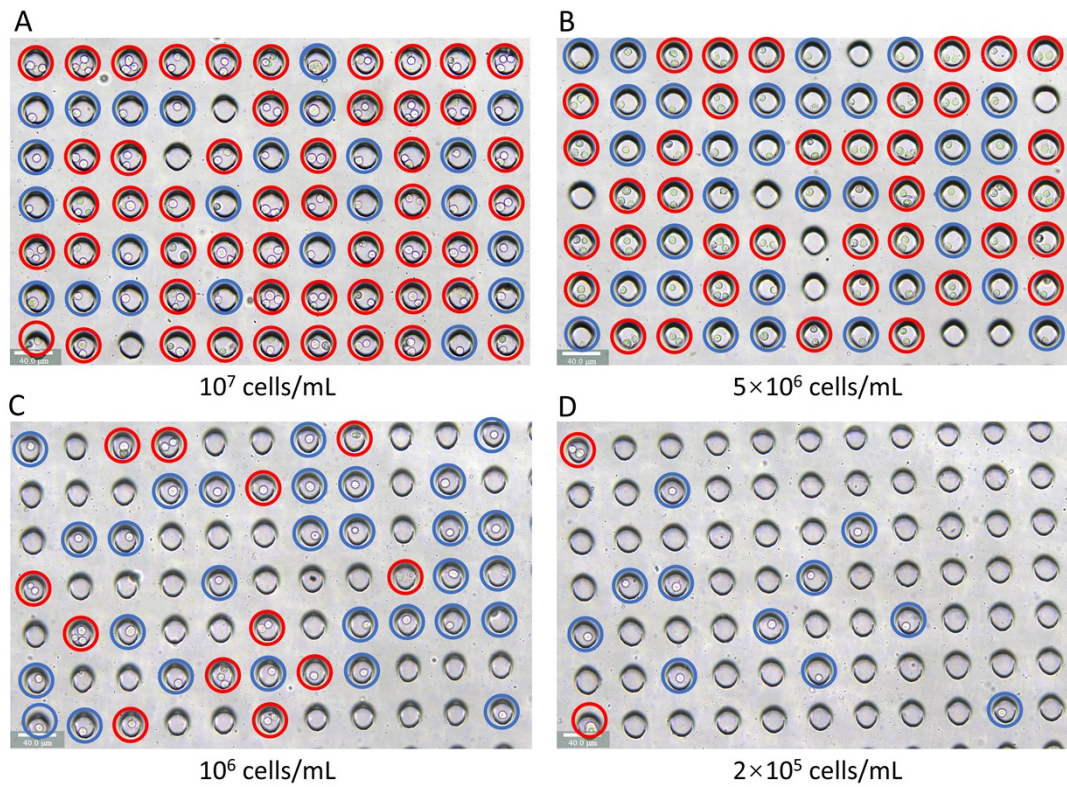 A
B
40.0 μm
40.0 μm
10⁷ cells/mL
5×10⁶ cells/mL
C
D
40.0 μm
40.0 μm
10⁶ cells/mL
2×10⁵ cells/mL